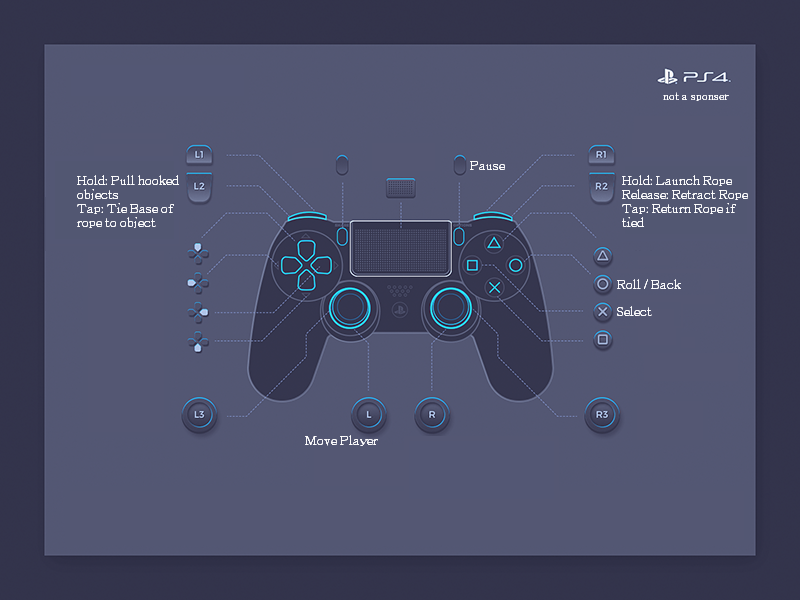 PS4
not a sponser
L1
R1
Pause
Hold: Pull hooked
objects
Tap: Tie Base of
rope to object
L2
R2
Hold: Launch Rope
Release: Retract Rope
Tap: Return Rope if
tied
Roll / Back
Select
L3
L
R
R3
Move Player